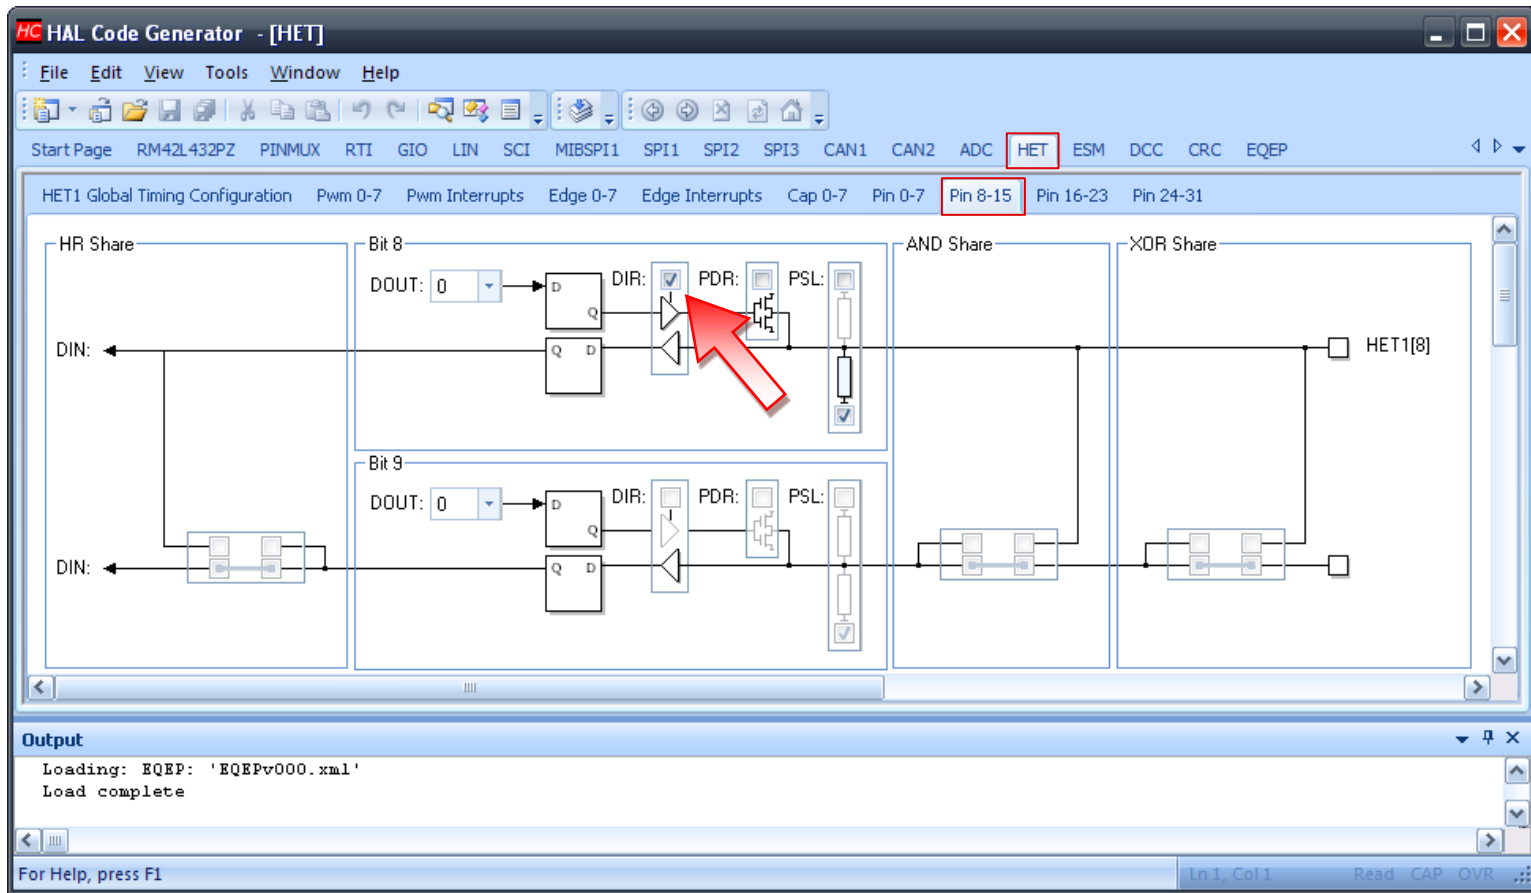 HC HAL Code Generator - [HET]
File Edit View Tools Window Help
Start Page RM42L432PZ PINMUX RTI GIO LIN SCI MIBSPI1 SPI1 SPI2 SPI3 CAN1 CAN2 ADC HET ESM DCC CRC EQEP
HET1 Global Timing Configuration Pwm 0-7 Pwm Interrupts Edge 0-7 Edge Interrupts Cap 0-7 Pin 0-7 Pin 8-15 Pin 16-23 Pin 24-31
HR Share Bit 8 AND Share XOR Share
DOUT: 0 D Q DIR: PDR: PSL:
DIN: Q D HET1[8]
Bit 9
DOUT: 0 D Q DIR: PDR: PSL:
DIN: Q D
Output
Loading: EQEP: 'EQEPv000.xml'
Load complete
For Help, press F1 Ln 1, Col 1 Read CAP OVR